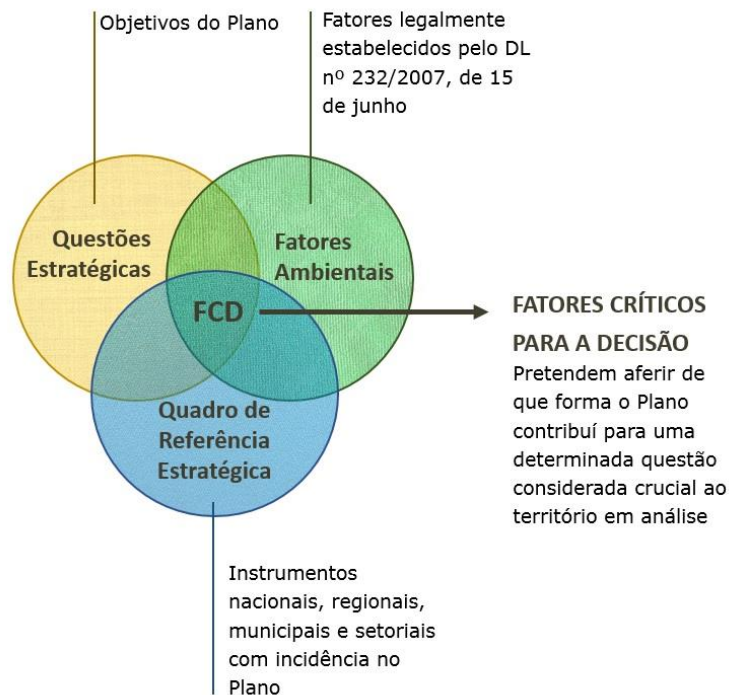 Objetivos do Plano
Fatores legalmente
estabelecidos pelo DL
nº 232/2007, de 15
de junho
Questões
Estratégicas
Fatores
Ambientais
FCD
Quadro de
Referência
Estratégica
FATORES CRÍTICOS
PARA A DECISÃO
Pretendem aferir de
que forma o Plano
contribuí para uma
determinada questão
considerada crucial ao
território em análise
Instrumentos
nacionais, regionais,
municipais e setoriais
com incidência no
Plano